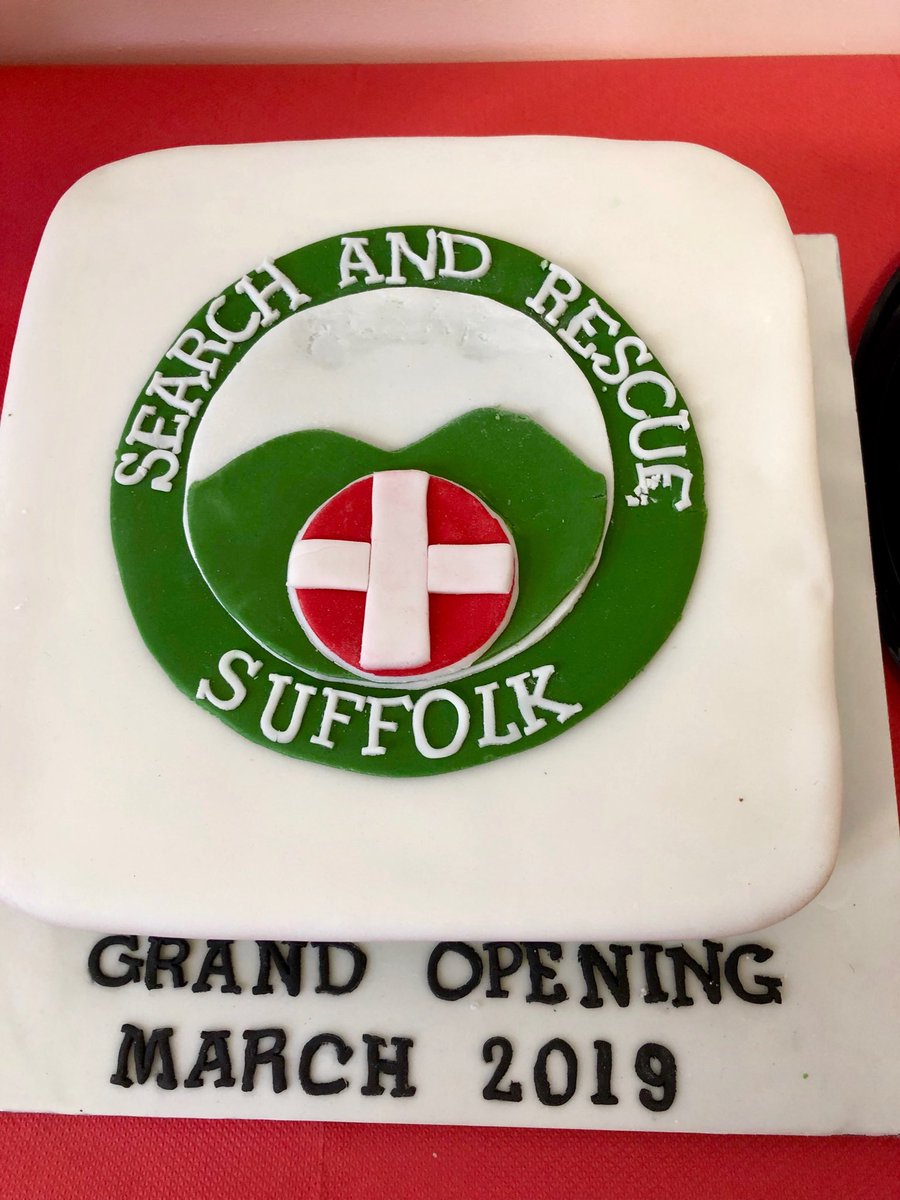 SEARCH AND RESCUE
SUFFOLK
GRAND OPENING
MARCH 2019